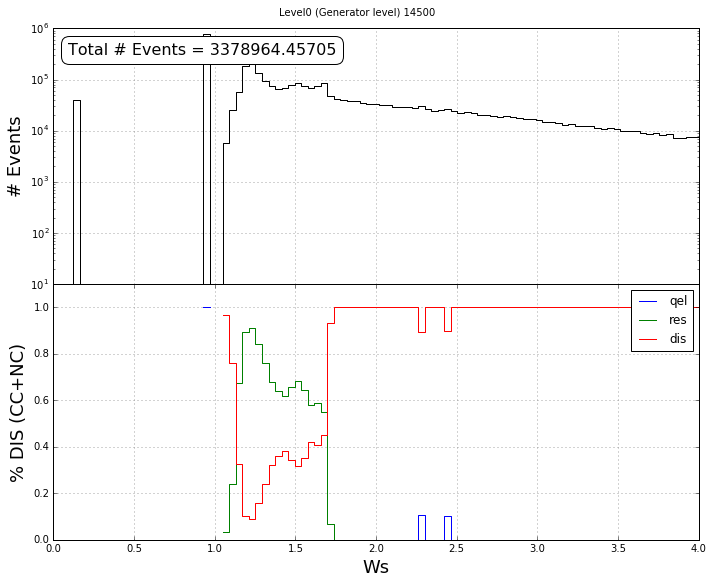 Level0 (Generator level) 14500
Total # Events = 3378964.45705
# Events
10^6
10^5
10^4
10^3
10^2
10^1
% DIS (CC+NC)
1.0
0.8
0.6
0.4
0.2
0.0
qel
res
dis
0.0 0.5 1.0 1.5 2.0 2.5 3.0 3.5 4.0
Ws